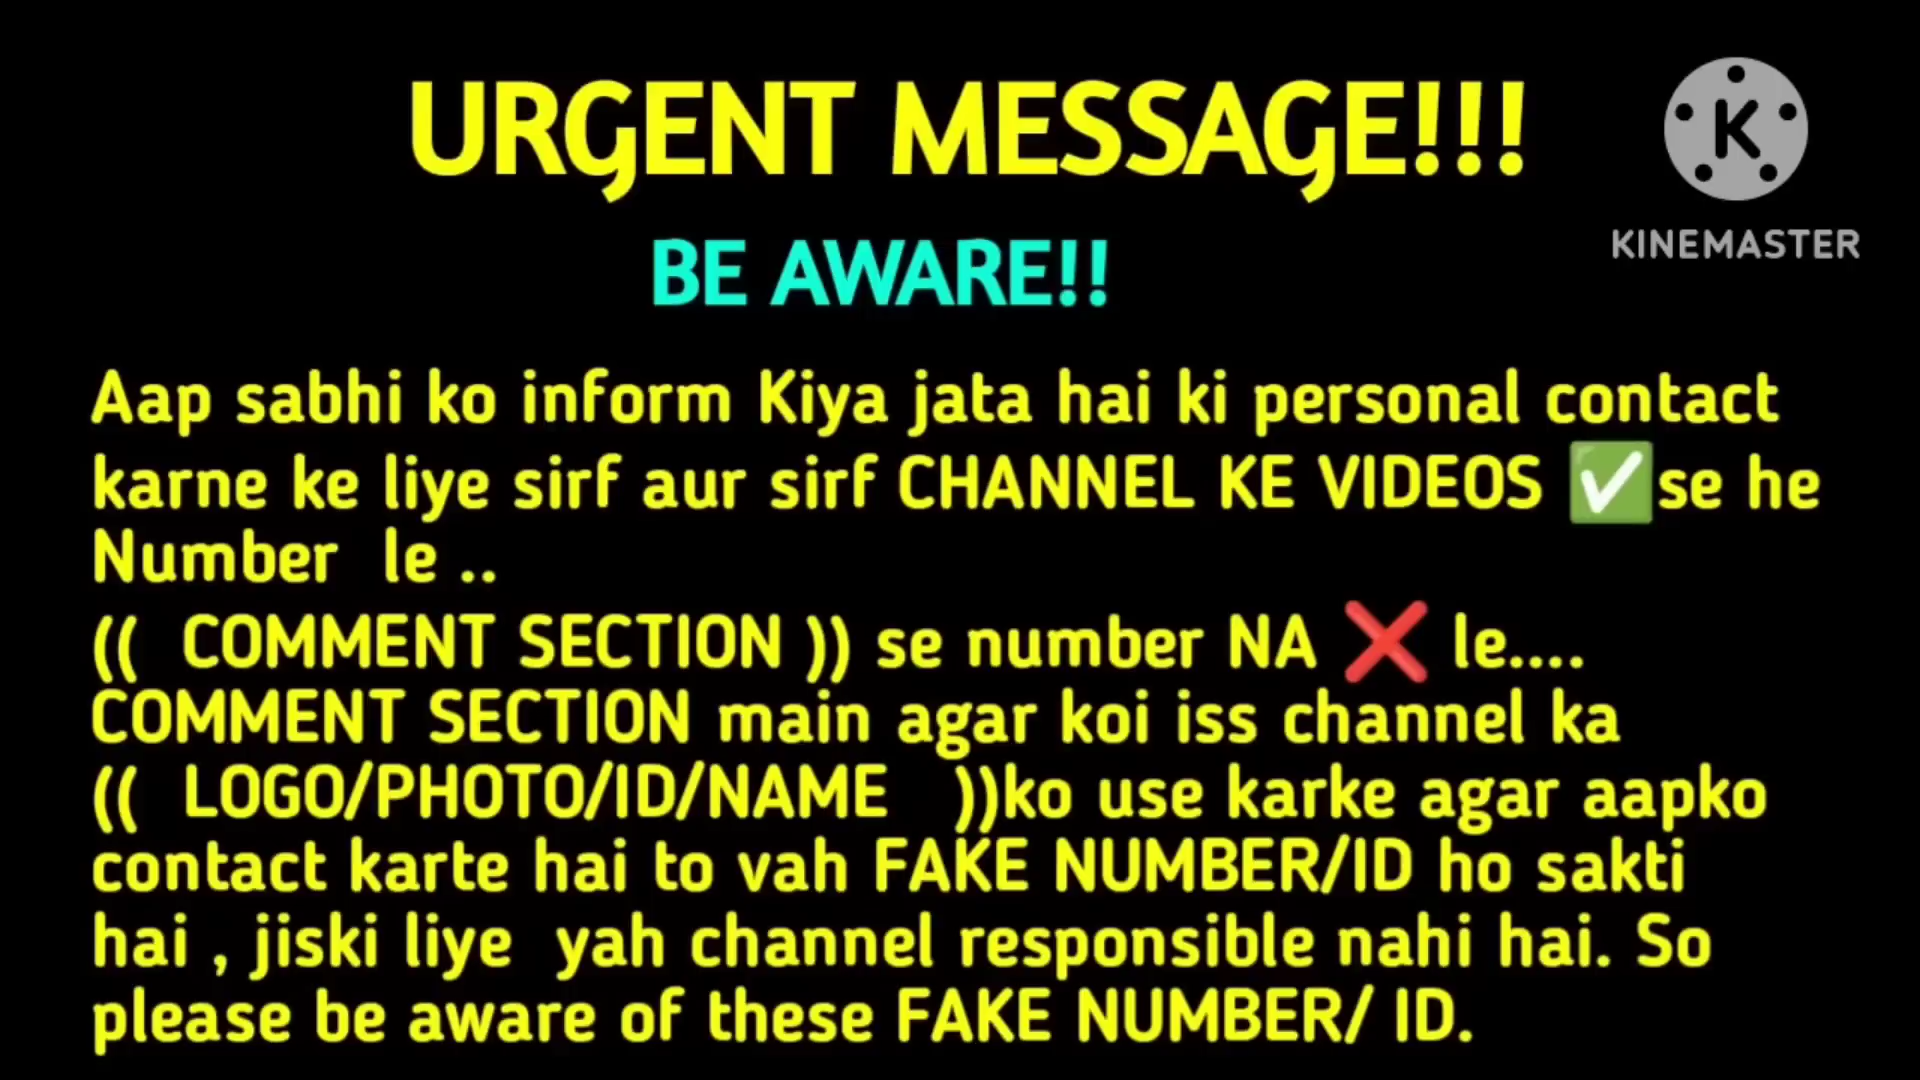 URGENT MESSAGE!!!
K
KINEMASTER
BE AWARE!!
Aap sabhi ko inform Kiya jata hai ki personal contact
karne ke liye sirf aur sirf CHANNEL KE VIDEOS ✅se he
Number le ..
(( COMMENT SECTION )) se number NA ❌ le....
COMMENT SECTION main agar koi iss channel ka
(( LOGO/PHOTO/ID/NAME ))ko use karke agar aapko
contact karte hai to vah FAKE NUMBER/ID ho sakti
hai , jiski liye yah channel responsible nahi hai. So
please be aware of these FAKE NUMBER/ ID.